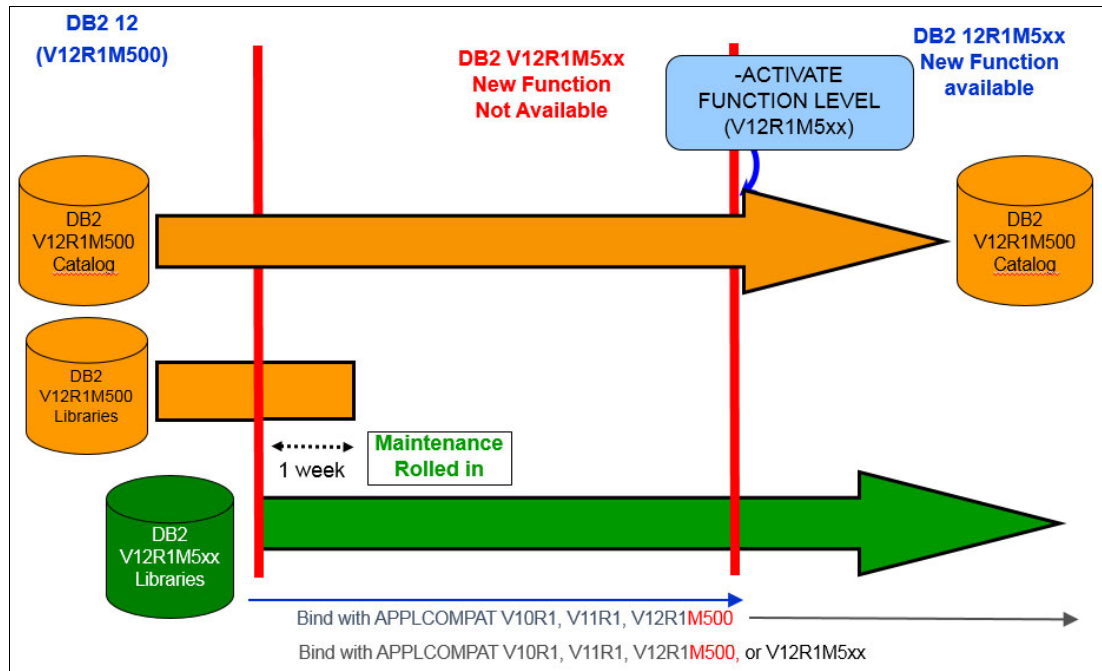 DB2 12
(V12R1M500)
DB2 V12R1M5xx
New Function
Not Available
-ACTIVATE
FUNCTION LEVEL
(V12R1M5xx)
DB2 12R1M5xx
New Function
available
DB2
V12R1M500
Catalog
DB2
V12R1M500
Catalog
DB2
V12R1M500
Libraries
1 week
Maintenance
Rolled in
DB2
V12R1M5xx
Libraries
Bind with APPLCOMPAT V10R1, V11R1, V12R1M500
Bind with APPLCOMPAT V10R1, V11R1, V12R1M500, or V12R1M5xx